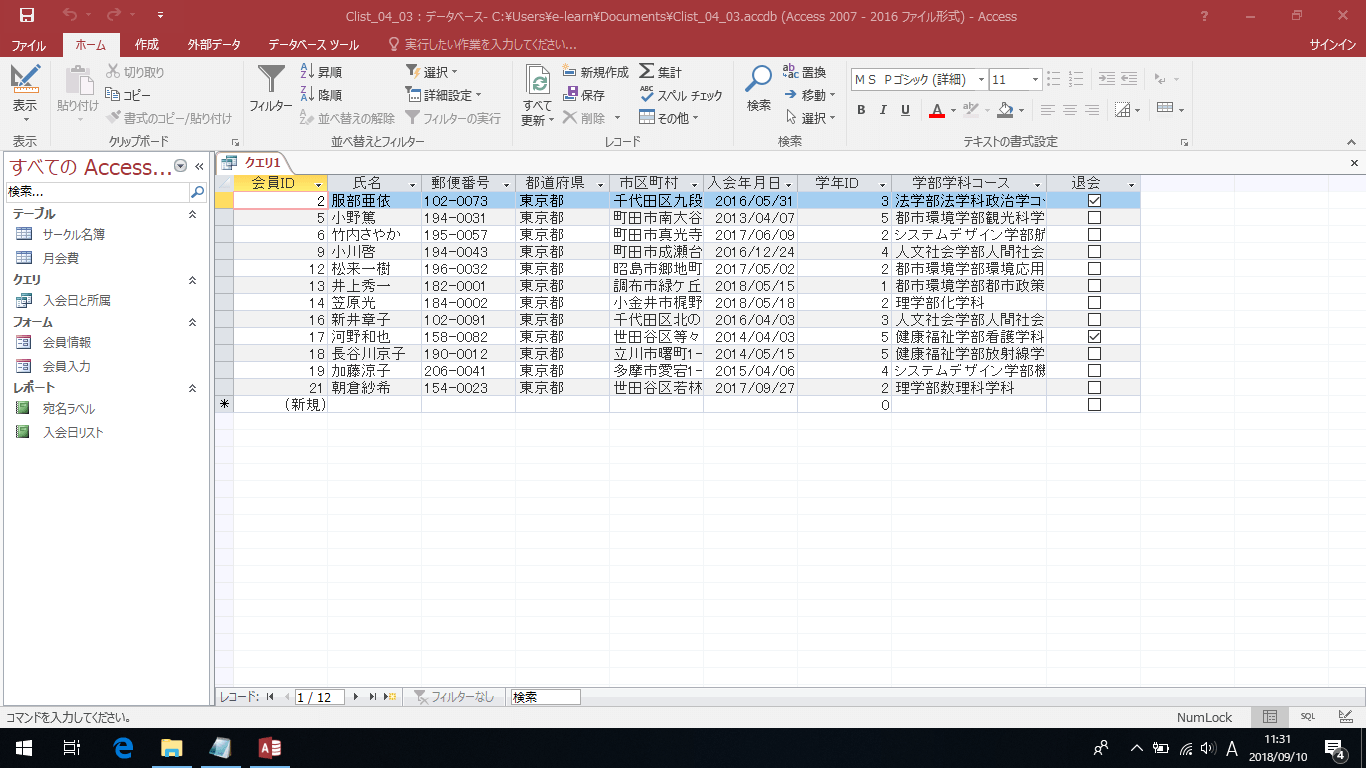 Clist_04_03 : データベース- C:¥Users¥e-learn¥Documents¥Clist_04_03.accdb (Access 2007 - 2016 ファイル形式) - Access
ファイル ホーム 作成 外部データ データベース ツール 実行したい作業を入力してください... サインイン
表示 貼り付け 切り取り コピー 書式のコピー/貼り付け
フィルター 昇順 降順 並べ替えの解除 選択 詳細設定 フィルターの実行
すべて更新 新規作成 保存 削除 集計 スペル チェック その他
検索 置換 移動 選択
MS Pゴシック (詳細) 11
B I U A
表示 クリップボード 並べ替えとフィルター レコード 検索 テキストの書式設定
すべての Access...
検索...
テーブル
サークル名簿
月会費
クエリ
入会日と所属
フォーム
会員情報
会員入力
レポート
宛名ラベル
入会日リスト
クエリ1
会員ID 氏名 郵便番号 都道府県 市区町村 入会年月日 学年ID 学部学科コース 退会
2 服部亜依 102-0073 東京都 千代田区九段 2016/05/31 3 法学部法学科政治学コ
5 小野篤 194-0031 東京都 町田市南大谷 2013/04/07 5 都市環境学部観光科学
6 竹内さやか 195-0057 東京都 町田市真光寺 2017/06/09 2 システムデザイン学部航
9 小川啓 194-0043 東京都 町田市成瀬台 2016/12/24 4 人文社会学部人間社会
12 松来一樹 196-0032 東京都 昭島市郷地町 2017/05/02 2 都市環境学部環境応用
13 井上秀一 182-0001 東京都 調布市緑ケ丘 2018/05/15 1 都市環境学部都市政策
14 笠原光 184-0002 東京都 小金井市梶野 2018/05/18 2 理学部化学科
16 新井章子 102-0091 東京都 千代田区北の 2016/04/03 3 人文社会学部人間社会
17 河野和也 158-0082 東京都 世田谷区等々 2014/04/03 5 健康福祉学部看護学科
18 長谷川京子 190-0012 東京都 立川市曙町1- 2014/05/15 5 健康福祉学部放射線学
19 加藤涼子 206-0041 東京都 多摩市愛宕1- 2015/04/06 4 システムデザイン学部機
21 朝倉紗希 154-0023 東京都 世田谷区若林 2017/09/27 2 理学部数理科学科
* (新規) 0
レコード: 1 / 12 フィルターなし 検索
コマンドを入力してください。 NumLock SQL
A 11:31
2018/09/10 4